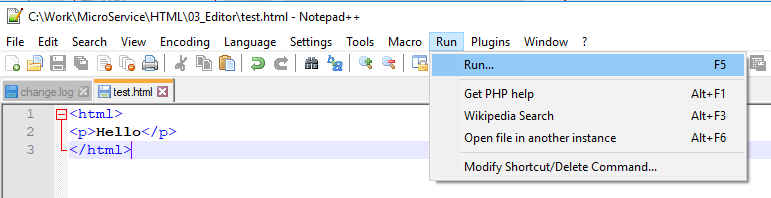 C:\Work\MicroService\HTML\03_Editor\test.html - Notepad++
File Edit Search View Encoding Language Settings Tools Macro Run Plugins Window ?
Run... F5
change.log test.html
Get PHP help Alt+F1
1 <html>
Wikipedia Search Alt+F3
2 <p>Hello</p>
Open file in another instance Alt+F6
3 </html>
Modify Shortcut/Delete Command...